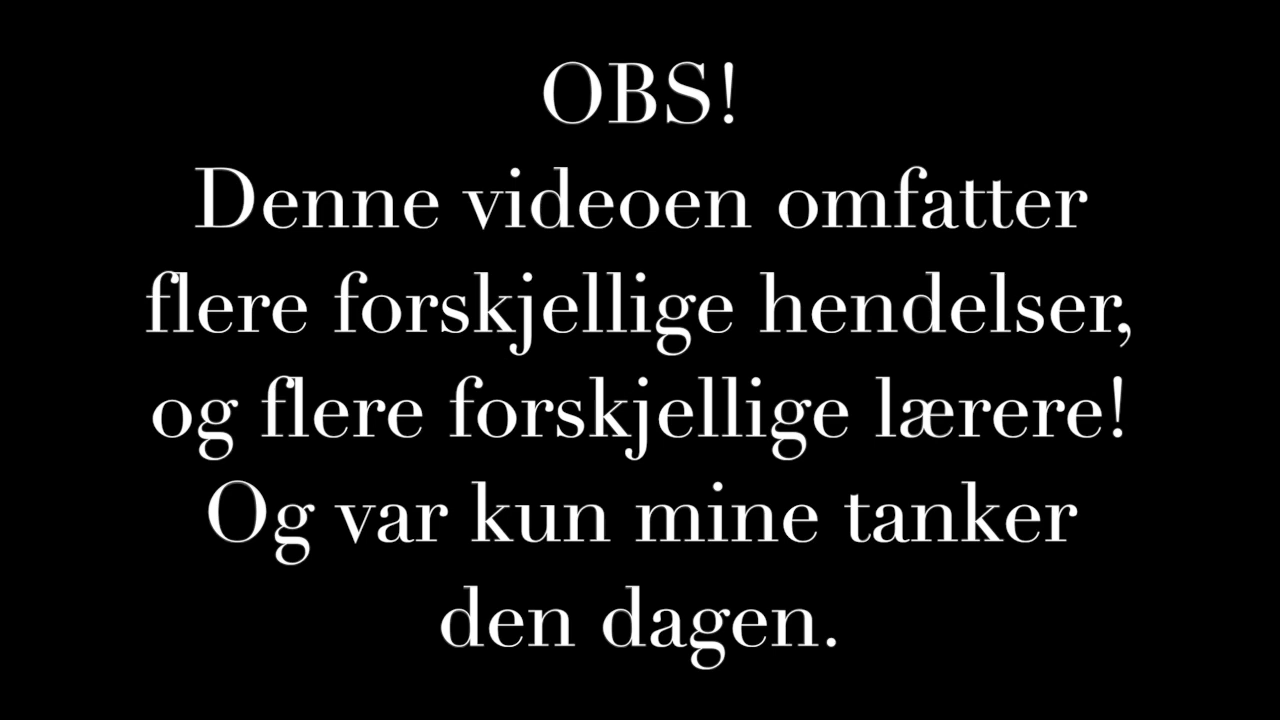 OBS!
Denne videoen omfatter
flere forskjellige hendelser,
og flere forskjellige lærere!
Og var kun mine tanker
den dagen.